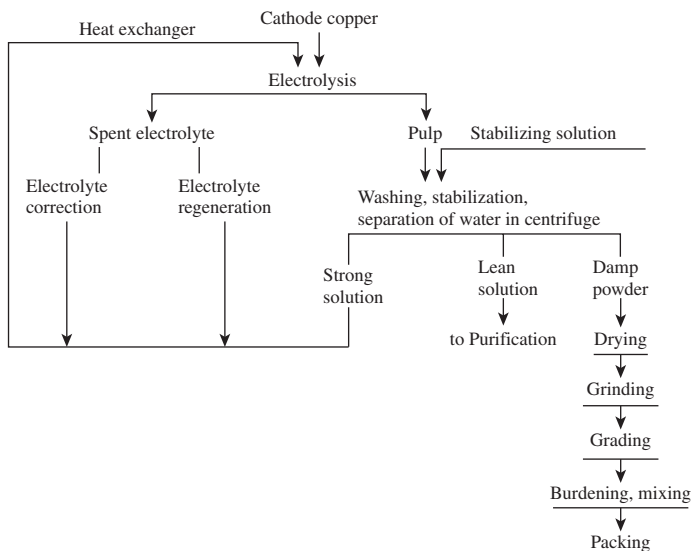 Cathode copper
Heat exchanger
Electrolysis
Spent electrolyte
Pulp
Stabilizing solution
Electrolyte
correction
Electrolyte
regeneration
Washing, stabilization,
separation of water in centrifuge
Strong
solution
Lean
solution
Damp
powder
to Purification
Drying
Grinding
Grading
Burdening, mixing
Packing